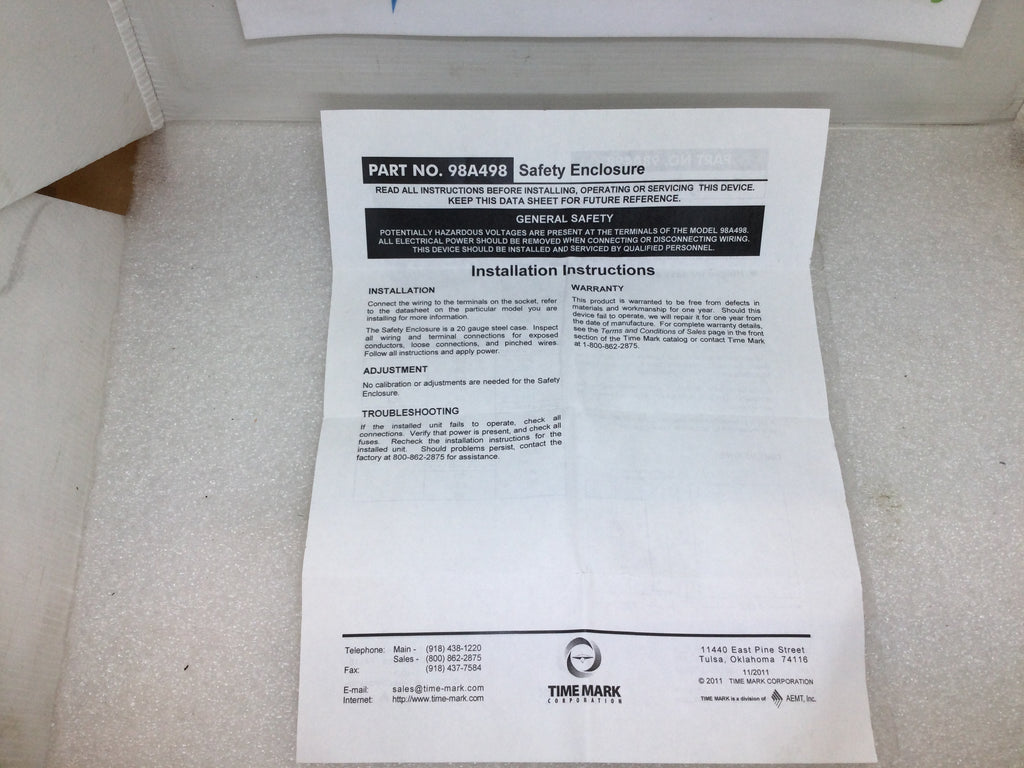 PART NO. 98A498 Safety Enclosure
READ ALL INSTRUCTIONS BEFORE INSTALLING, OPERATING OR SERVICING THIS DEVICE.
KEEP THIS DATA SHEET FOR FUTURE REFERENCE.
GENERAL SAFETY
POTENTIALLY HAZARDOUS VOLTAGES ARE PRESENT AT THE TERMINALS OF THE MODEL 98A498.
ALL ELECTRICAL POWER SHOULD BE REMOVED WHEN CONNECTING OR DISCONNECTING WIRING.
THIS DEVICE SHOULD BE INSTALLED AND SERVICED BY QUALIFIED PERSONNEL.
Installation Instructions
INSTALLATION
Connect the wiring to the terminals on the socket, refer
to the datasheet on the particular model you are
installing for more information.
The Safety Enclosure is a 20 gauge steel case. Inspect
all wiring and terminal connections for exposed
conductors, loose connections, and pinched wires.
Follow all instructions and apply power.
ADJUSTMENT
No calibration or adjustments are needed for the Safety
Enclosure.
TROUBLESHOOTING
If the installed unit fails to operate, check all
connections. Verify that power is present, and check all
fuses. Recheck the installation instructions for the
installed unit. Should problems persist, contact the
factory at 800-862-2875 for assistance.
WARRANTY
This product is warranted to be free from defects in
materials and workmanship for one year. Should this
device fail to operate, we will repair it for one year from
the date of manufacture. For complete warranty details,
see the Terms and Conditions of Sales page in the front
section of the Time Mark catalog or contact Time Mark
at 1-800-862-2875.
Telephone: Main - (918) 438-1220
Sales - (800) 862-2875
Fax: (918) 437-7584
E-mail: sales@time-mark.com
Internet: http://www.time-mark.com
TIME MARK
CORPORATION
11440 East Pine Street
Tulsa, Oklahoma 74116
11/2011
© 2011 TIME MARK CORPORATION
TIME MARK is a division of AEMT, Inc.